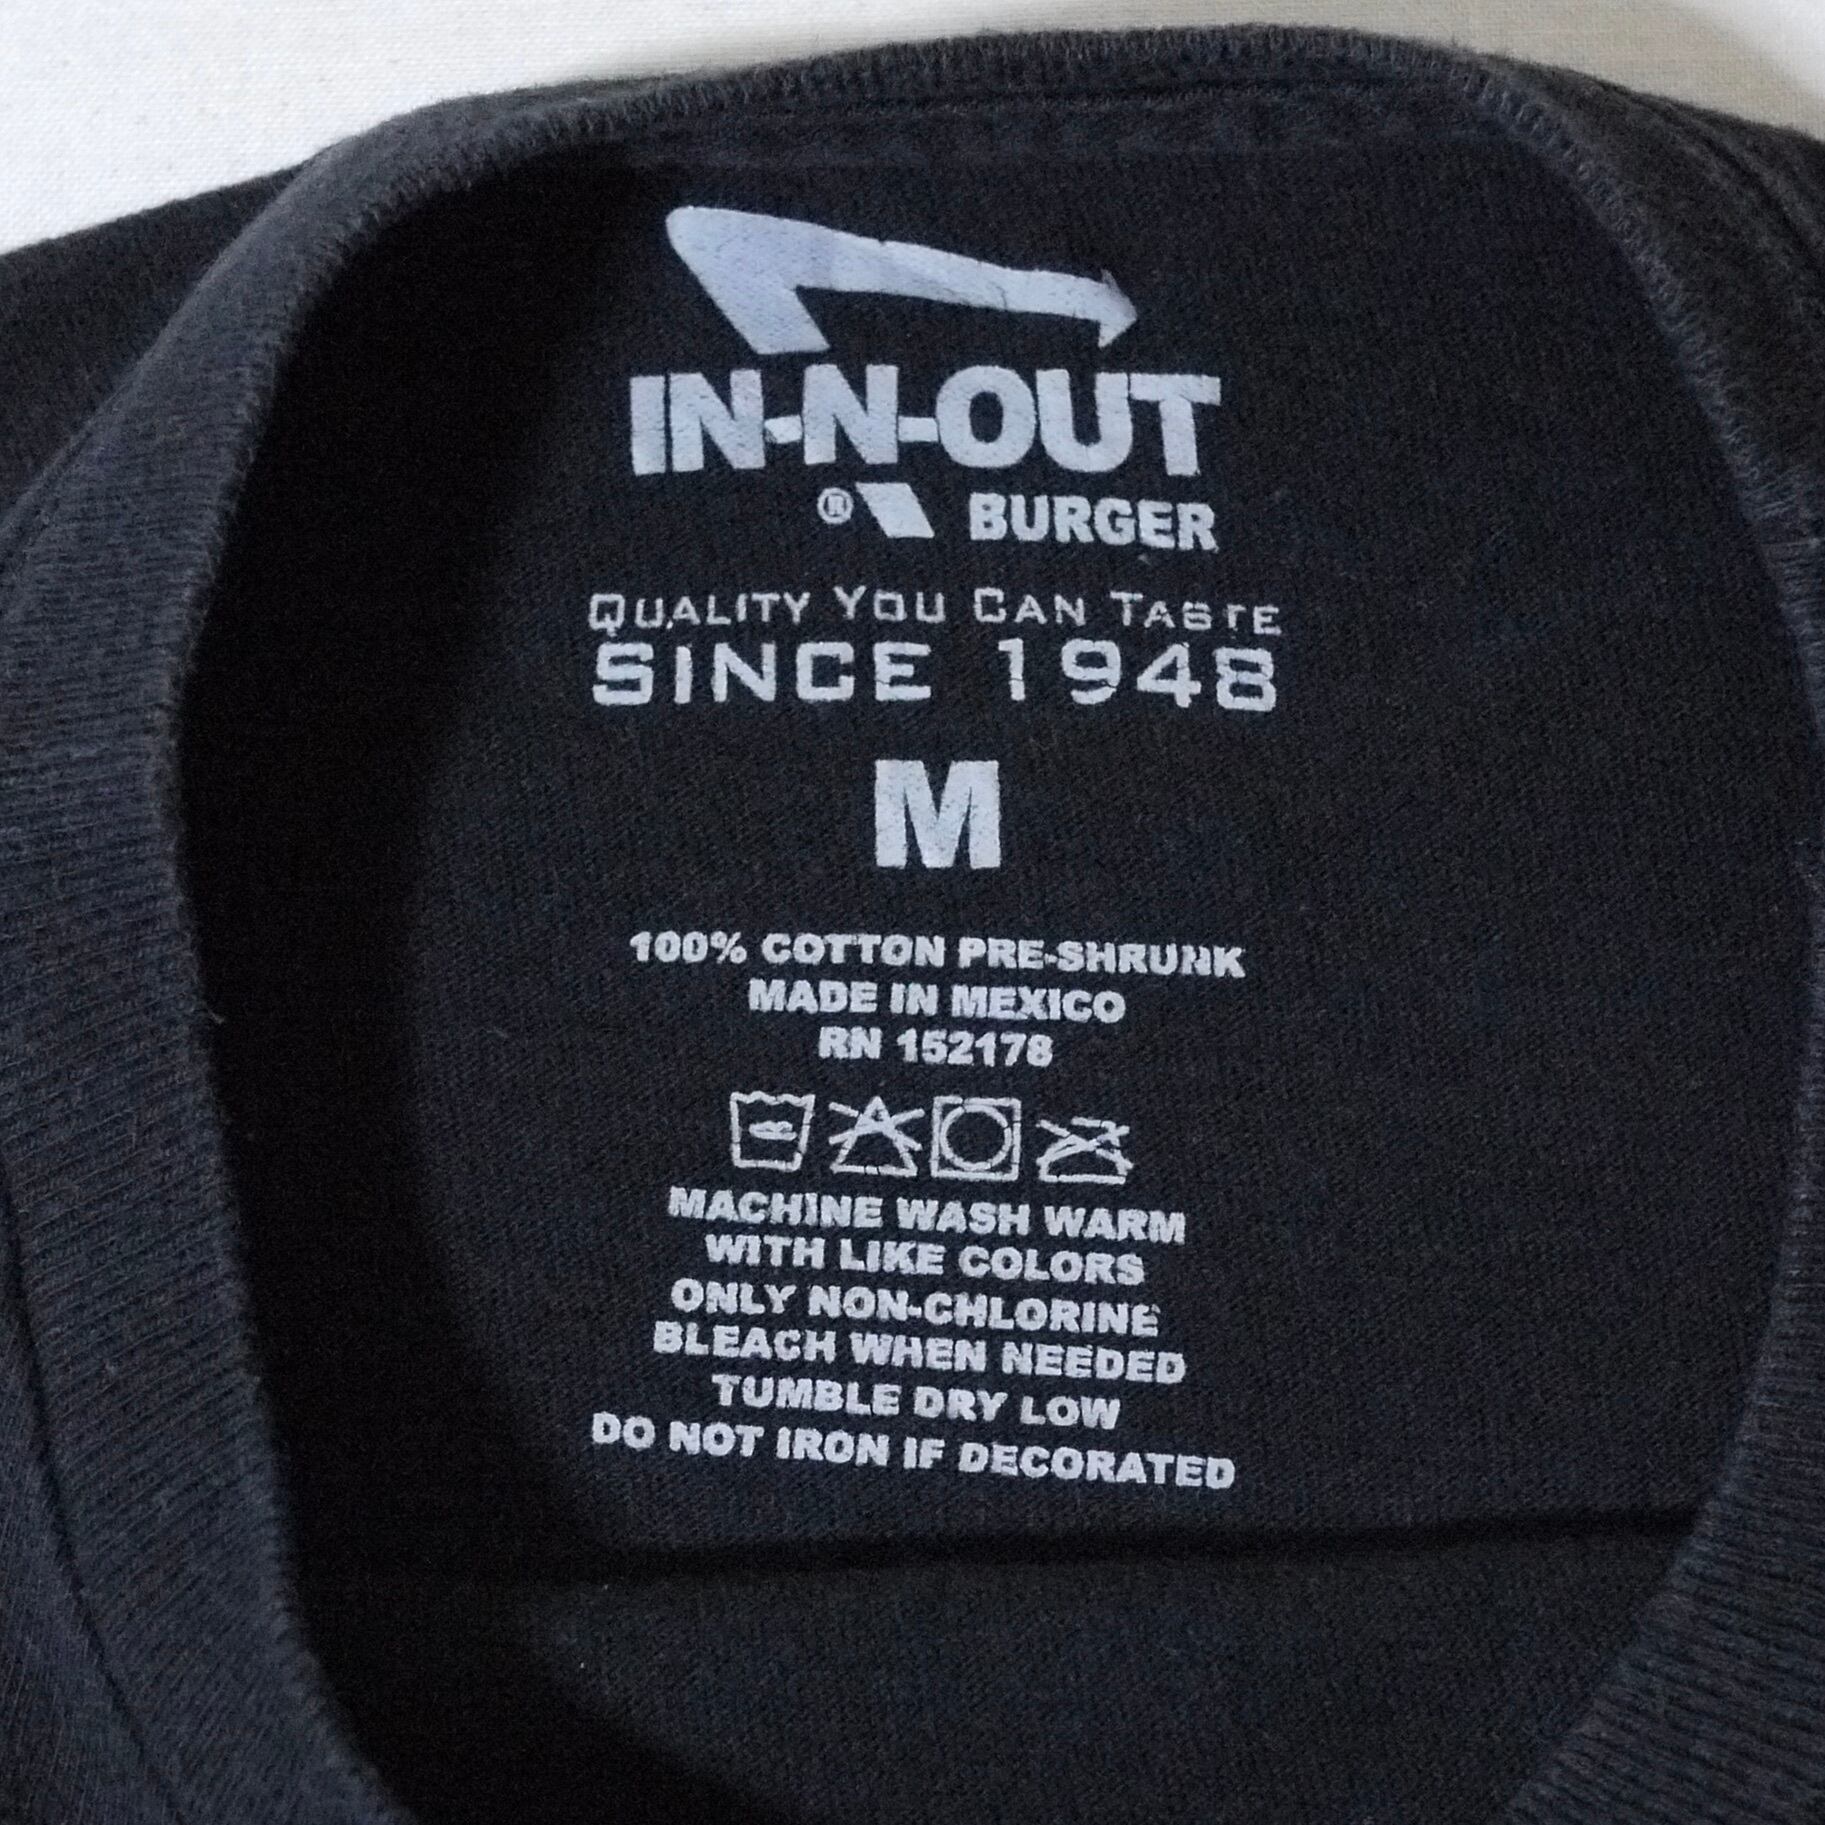 IN-N-OUT
® BURGER
QUALITY YOU CAN TASTE
SINCE 1948
M
100% COTTON PRE-SHRUNK
MADE IN MEXICO
RN 152178
MACHINE WASH WARM
WITH LIKE COLORS
ONLY NON-CHLORINE
BLEACH WHEN NEEDED
TUMBLE DRY LOW
DO NOT IRON IF DECORATED